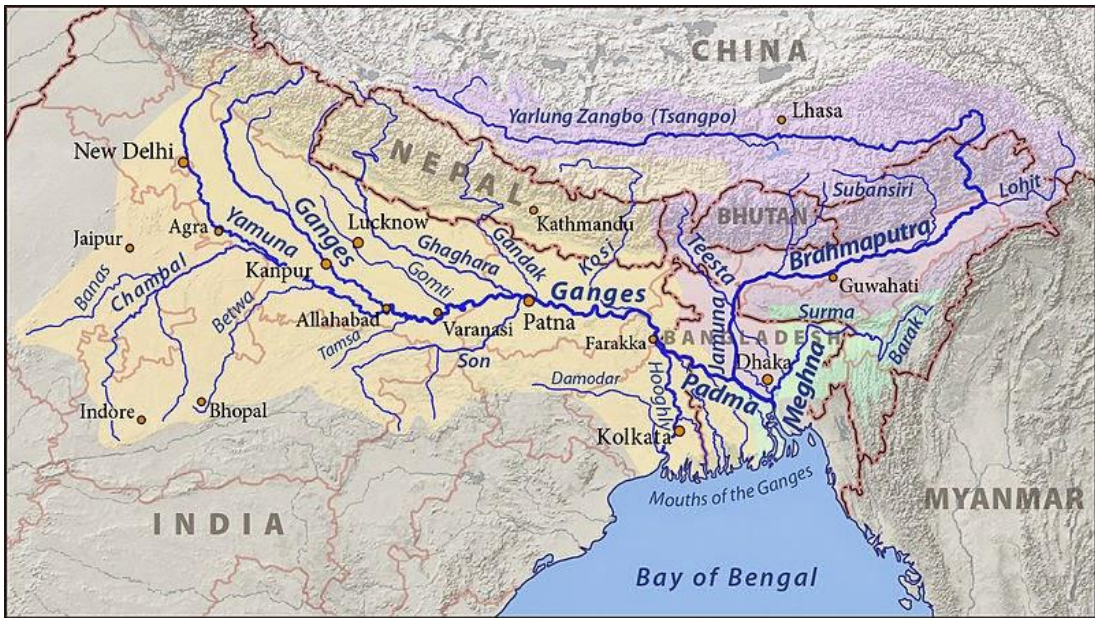 CHINA
Yarlung Zangbo (Tsangpo)
Lhasa
New Delhi
NEPAL
Subansiri
Lohit
BHUTAN
Agra
Yamuna
Ganges
Lucknow
Kathmandu
Jaipur
Ghaghara
Gandak
Kosi
Teesta
Brahmaputra
Banas
Chambal
Kanpur
Gomti
Guwahati
Betwa
Ganges
Jamuna
Surma
Allahabad
Varanasi
Patna
Farakka
BANGLADESH
Barak
Tamsa
Son
Dhaka
Damodar
Hooghly
Padma
Meghna
Indore
Bhopal
Kolkata
Mouths of the Ganges
INDIA
MYANMAR
Bay of Bengal